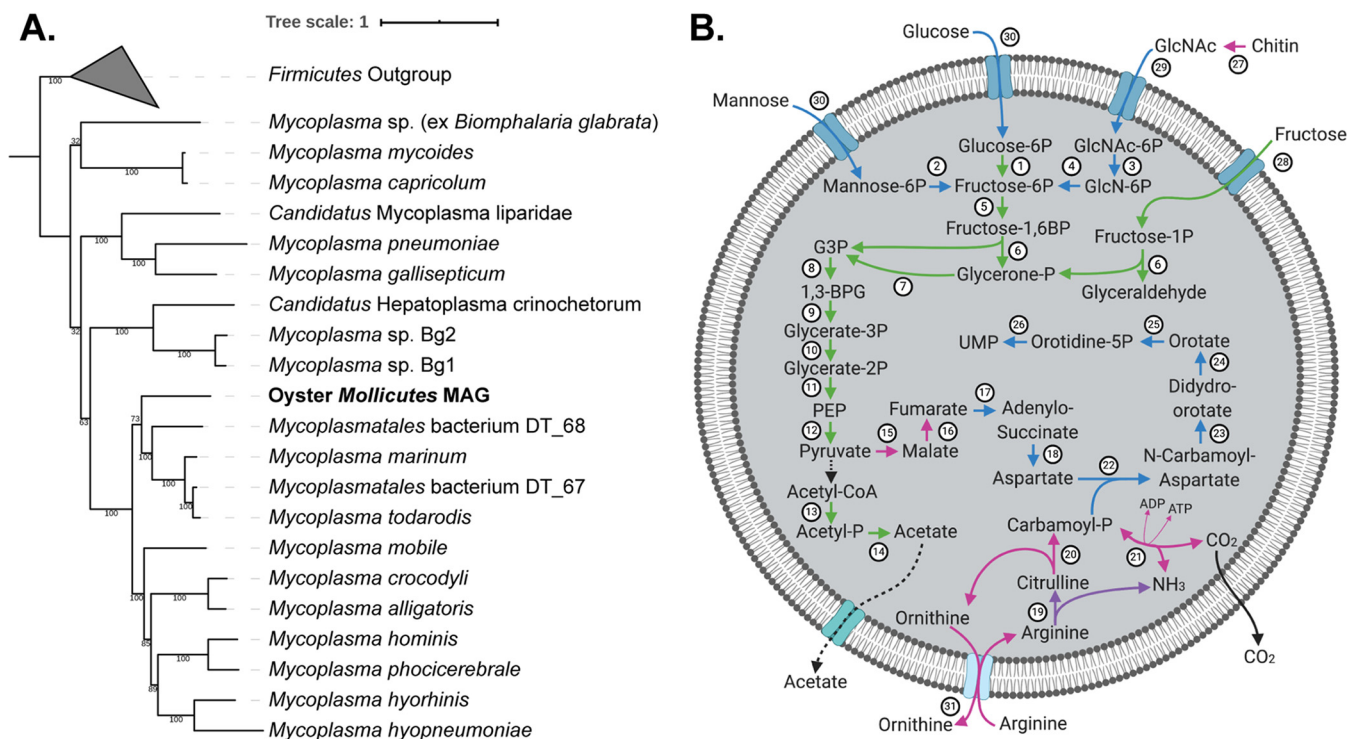 A.
Tree scale: 1
100
Firmicutes Outgroup
Mycoplasma sp. (ex Biomphalaria glabrata)
32
Mycoplasma mycoides
100
Mycoplasma capricolum
Candidatus Mycoplasma liparidae
100
Mycoplasma pneumoniae
100
Mycoplasma gallisepticum
Candidatus Hepatoplasma crinochetorum
32
100
Mycoplasma sp. Bg2
100
Mycoplasma sp. Bg1
Oyster Mollicutes MAG
63
73
Mycoplasmatales bacterium DT_68
100
Mycoplasma marinum
100
Mycoplasmatales bacterium DT_67
100
100
Mycoplasma todarodis
Mycoplasma mobile
Mycoplasma crocodyli
100
100
Mycoplasma alligatoris
Mycoplasma hominis
85
100
Mycoplasma phocicerebrale
89
Mycoplasma hyorhinis
100
Mycoplasma hyopneumoniae
B.
Glucose
30
GlcNAc
Chitin
29
27
Mannose
30
Fructose
28
Glucose-6P
GlcNAc-6P
2
1
4
3
Mannose-6P
Fructose-6P
GlcN-6P
5
Fructose-1,6BP
Fructose-1P
G3P
6
6
8
Glycerone-P
7
Glyceraldehyde
1,3-BPG
9
Glycerate-3P
26
25
UMP
Orotidine-5P
Orotate
10
24
Glycerate-2P
11
17
Didydro-
PEP
Fumarate
Adenylo-
orotate
12
15
16
Succinate
23
Pyruvate
Malate
18
N-Carbamoyl-
22
Acetyl-CoA
Aspartate
Aspartate
13
ADP
ATP
Acetyl-P
Acetate
Carbamoyl-P
CO2
14
20
21
Citrulline
NH3
19
Ornithine
Arginine
CO2
Acetate
31
Ornithine
Arginine